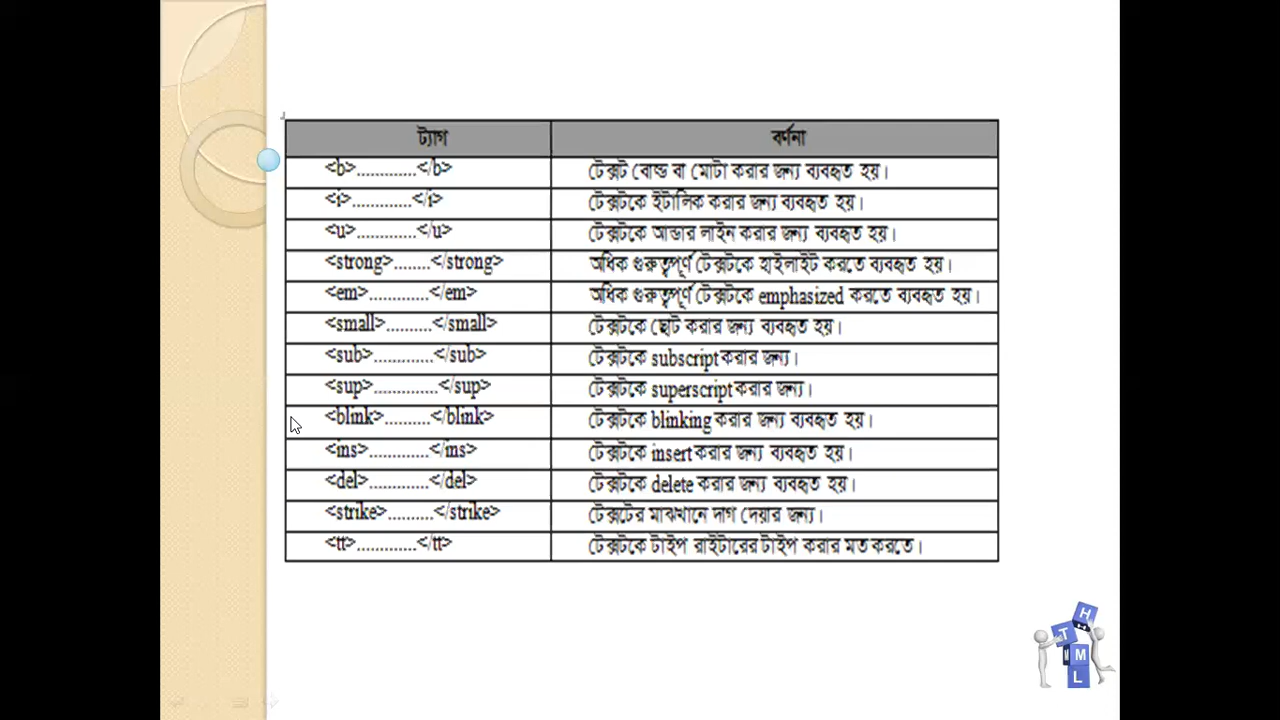 ট্যাগ বর্ণনা
<b>.............</b> টেক্সট বোল্ড বা মোটা করার জন্য ব্যবহৃত হয়।
<i>.............</i> টেক্সটকে ইটালিক করার জন্য ব্যবহৃত হয়।
<u>.............</u> টেক্সটকে আন্ডার লাইন করার জন্য ব্যবহৃত হয়।
<strong>........</strong> অধিক গুরুত্বপূর্ণ টেক্সটকে হাইলাইট করতে ব্যবহৃত হয়।
<em>.............</em> অধিক গুরুত্বপূর্ণ টেক্সটকে emphasized করতে ব্যবহৃত হয়।
<small>..........</small> টেক্সটকে ছোট করার জন্য ব্যবহৃত হয়।
<sub>.............</sub> টেক্সটকে subscript করার জন্য।
<sup>..............</sup> টেক্সটকে superscript করার জন্য।
<blink>..........</blink> টেক্সটকে blinking করার জন্য ব্যবহৃত হয়।
<ins>.............</ins> টেক্সটকে insert করার জন্য ব্যবহৃত হয়।
<del>.............</del> টেক্সটকে delete করার জন্য ব্যবহৃত হয়।
<strike>..........</strike> টেক্সটের মাঝখানে দাগ দেয়ার জন্য।
<tt>.............</tt> টেক্সটকে টাইপ রাইটারের টাইপ করার মত করতে।
H
T
M
L